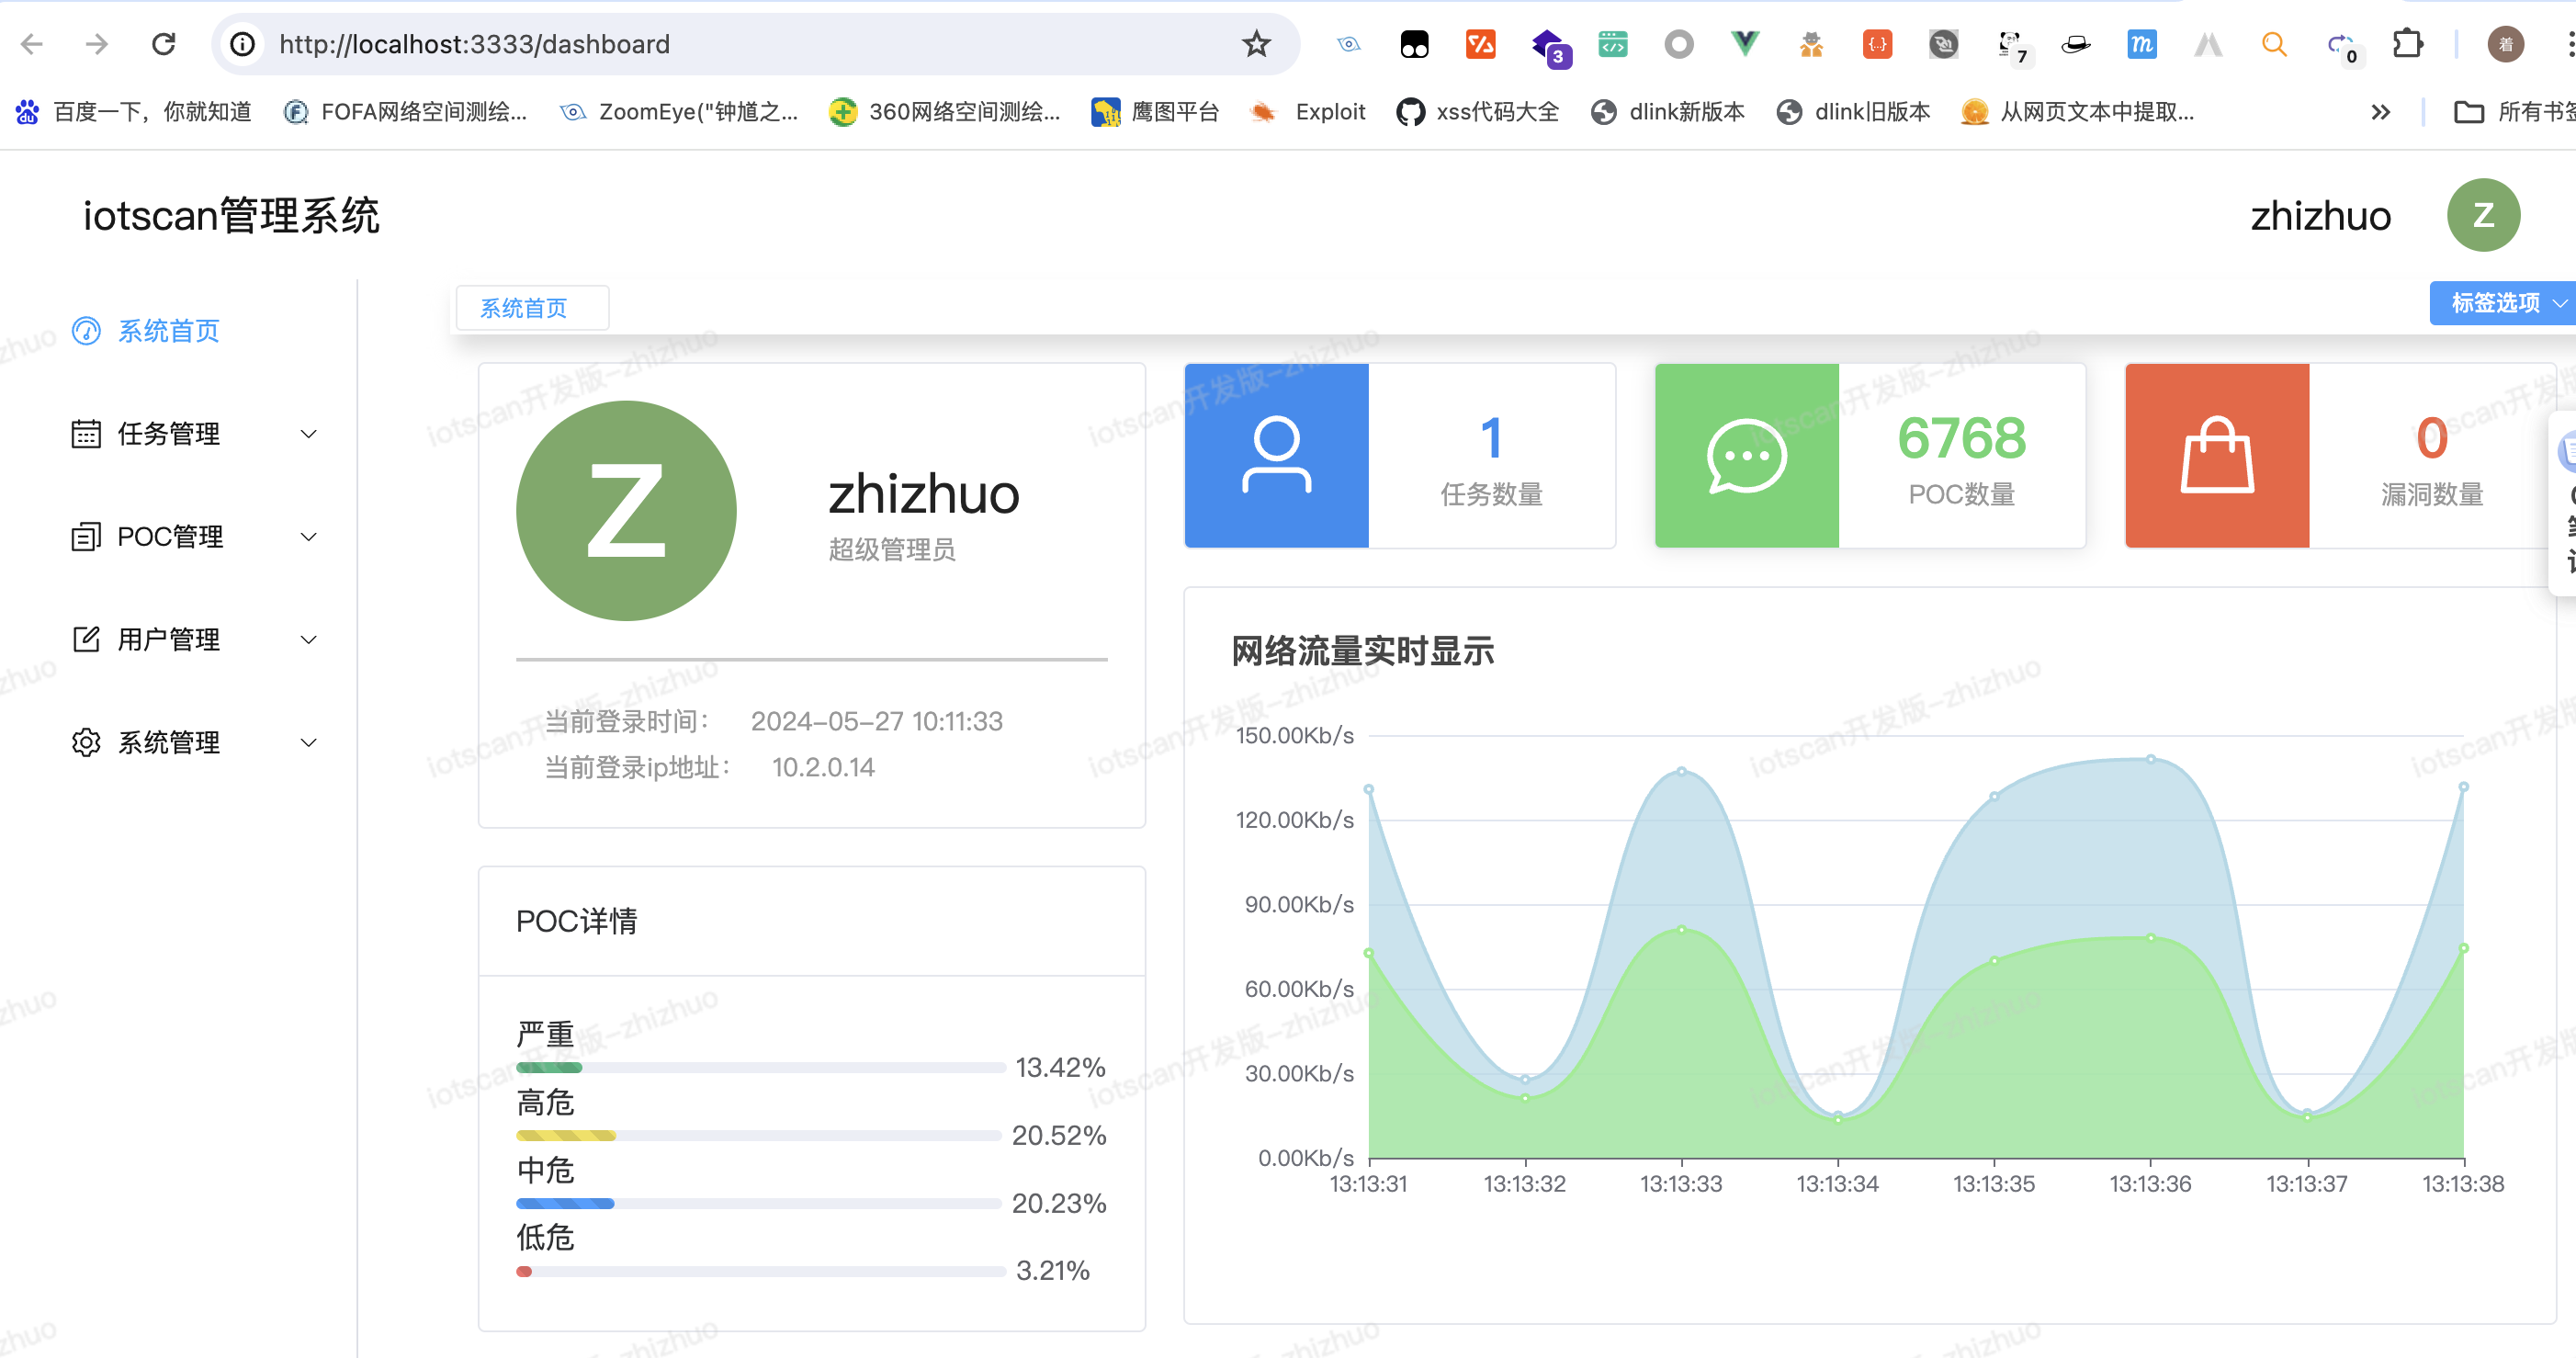 http://localhost:3333/dashboard
3
7
0
着
百度一下，你就知道
FOFA网络空间测绘...
ZoomEye("钟馗之...
360网络空间测绘...
鹰图平台
Exploit
xss代码大全
dlink新版本
dlink旧版本
从网页文本中提取...
所有书签
iotscan管理系统
zhizhuo
Z
系统首页
任务管理
POC管理
用户管理
系统管理
系统首页
标签选项
Z
zhizhuo
超级管理员
当前登录时间： 2024-05-27 10:11:33
当前登录ip地址： 10.2.0.14
1
任务数量
6768
POC数量
0
漏洞数量
POC详情
严重
13.42%
高危
20.52%
中危
20.23%
低危
3.21%
网络流量实时显示
150.00Kb/s
120.00Kb/s
90.00Kb/s
60.00Kb/s
30.00Kb/s
0.00Kb/s
13:13:31 13:13:32 13:13:33 13:13:34 13:13:35 13:13:36 13:13:37 13:13:38
iotscan开发版-zhizhuo